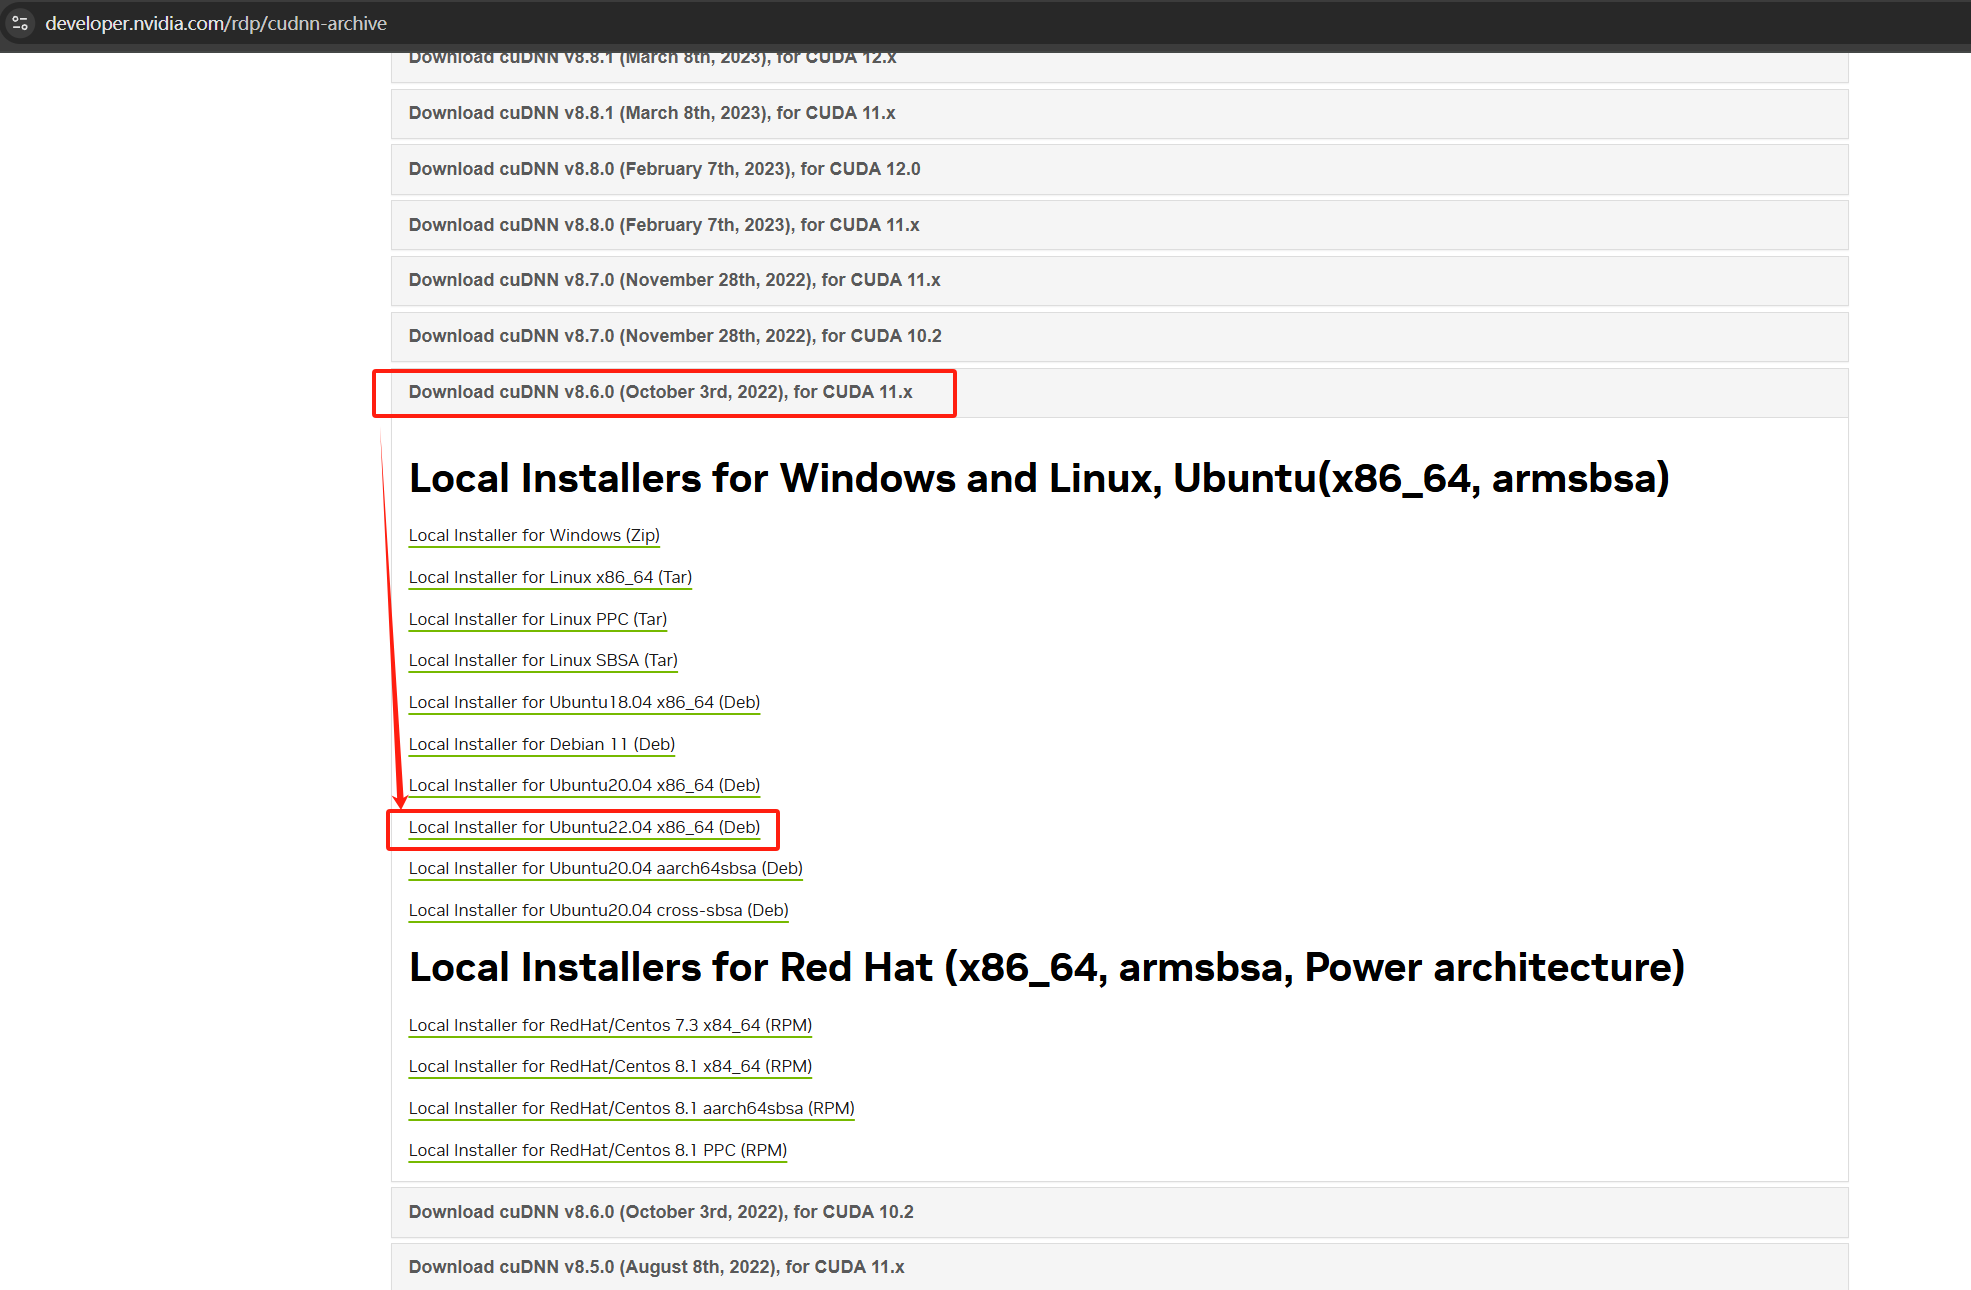 developer.nvidia.com/rdp/cudnn-archive
Download cuDNN v8.8.1 (March 8th, 2023), for CUDA 12.x
Download cuDNN v8.8.1 (March 8th, 2023), for CUDA 11.x
Download cuDNN v8.8.0 (February 7th, 2023), for CUDA 12.0
Download cuDNN v8.8.0 (February 7th, 2023), for CUDA 11.x
Download cuDNN v8.7.0 (November 28th, 2022), for CUDA 11.x
Download cuDNN v8.7.0 (November 28th, 2022), for CUDA 10.2
Download cuDNN v8.6.0 (October 3rd, 2022), for CUDA 11.x
Local Installers for Windows and Linux, Ubuntu(x86_64, armsbsa)
Local Installer for Windows (Zip)
Local Installer for Linux x86_64 (Tar)
Local Installer for Linux PPC (Tar)
Local Installer for Linux SBSA (Tar)
Local Installer for Ubuntu18.04 x86_64 (Deb)
Local Installer for Debian 11 (Deb)
Local Installer for Ubuntu20.04 x86_64 (Deb)
Local Installer for Ubuntu22.04 x86_64 (Deb)
Local Installer for Ubuntu20.04 aarch64sbsa (Deb)
Local Installer for Ubuntu20.04 cross-sbsa (Deb)
Local Installers for Red Hat (x86_64, armsbsa, Power architecture)
Local Installer for RedHat/Centos 7.3 x84_64 (RPM)
Local Installer for RedHat/Centos 8.1 x84_64 (RPM)
Local Installer for RedHat/Centos 8.1 aarch64sbsa (RPM)
Local Installer for RedHat/Centos 8.1 PPC (RPM)
Download cuDNN v8.6.0 (October 3rd, 2022), for CUDA 10.2
Download cuDNN v8.5.0 (August 8th, 2022), for CUDA 11.x